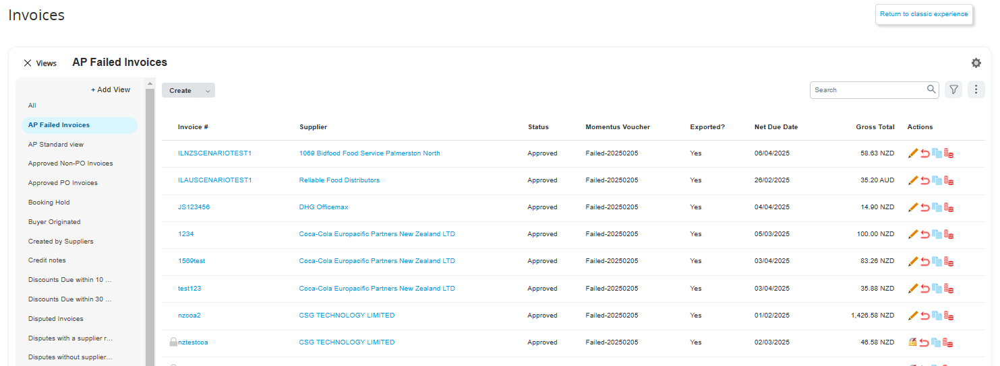 Invoices
Return to classic experience
Views
AP Failed Invoices
+ Add View
Create
Search
All
AP Failed Invoices
AP Standard view
Approved Non-PO Invoices
Approved PO Invoices
Booking Hold
Buyer Originated
Created by Suppliers
Credit notes
Discounts Due within 10 ...
Discounts Due within 30 ...
Disputed Invoices
Disputes with a supplier r...
Disputes without supplier...
Invoice # Supplier Status Momentus Voucher Exported? Net Due Date Gross Total Actions
ILNZSCENARIOTEST1 1069 Bidfood Food Service Palmerston North Approved Failed-20250205 Yes 06/04/2025 58.63 NZD
ILAUSCENARIOTEST1 Reliable Food Distributors Approved Failed-20250205 Yes 26/02/2025 35.20 AUD
JS123456 DHG Officemax Approved Failed-20250205 Yes 04/04/2025 14.90 NZD
1234 Coca-Cola Europacific Partners New Zealand LTD Approved Failed-20250205 Yes 05/03/2025 100.00 NZD
1569test Coca-Cola Europacific Partners New Zealand LTD Approved Failed-20250205 Yes 03/04/2025 83.26 NZD
test123 Coca-Cola Europacific Partners New Zealand LTD Approved Failed-20250205 Yes 03/04/2025 35.88 NZD
nzcoa2 CSG TECHNOLOGY LIMITED Approved Failed-20250205 Yes 01/02/2025 1,426.58 NZD
nztestcoa CSG TECHNOLOGY LIMITED Approved Failed-20250205 Yes 02/03/2025 46.58 NZD